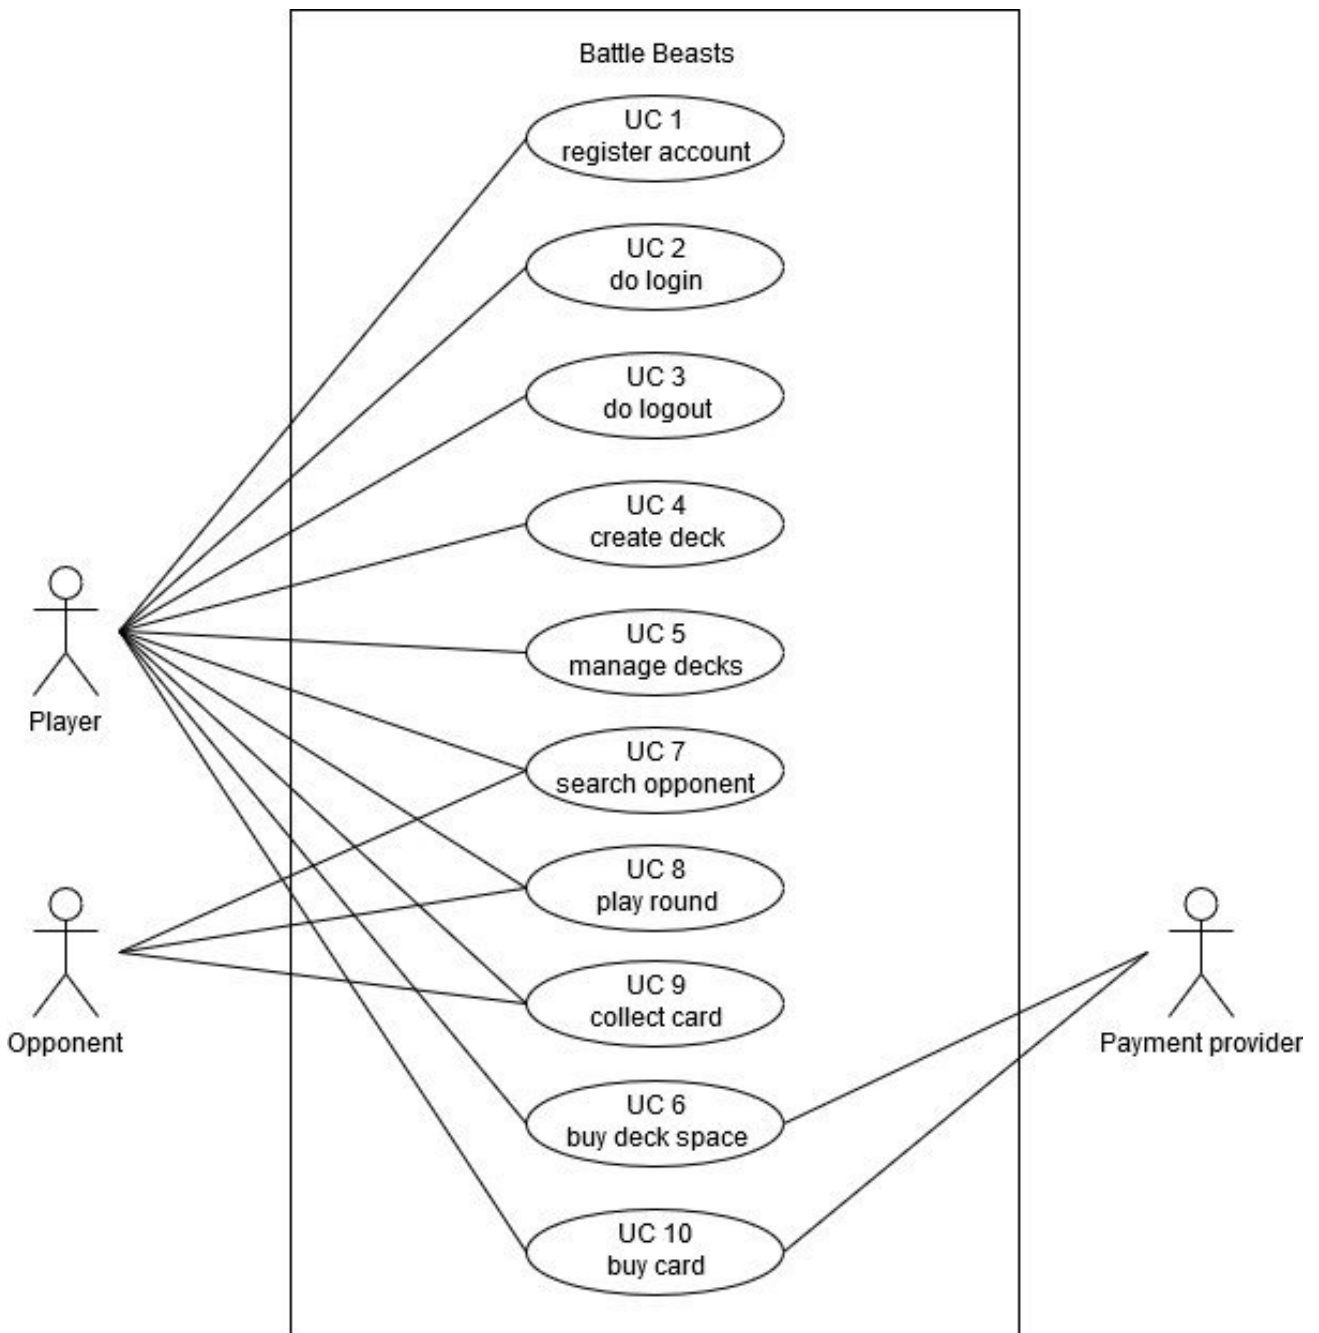 Battle Beasts
UC 1
register account
UC 2
do login
UC 3
do logout
UC 4
create deck
UC 5
manage decks
Player
UC 7
search opponent
UC 8
play round
Opponent
UC 9
collect card
Payment provider
UC 6
buy deck space
UC 10
buy card